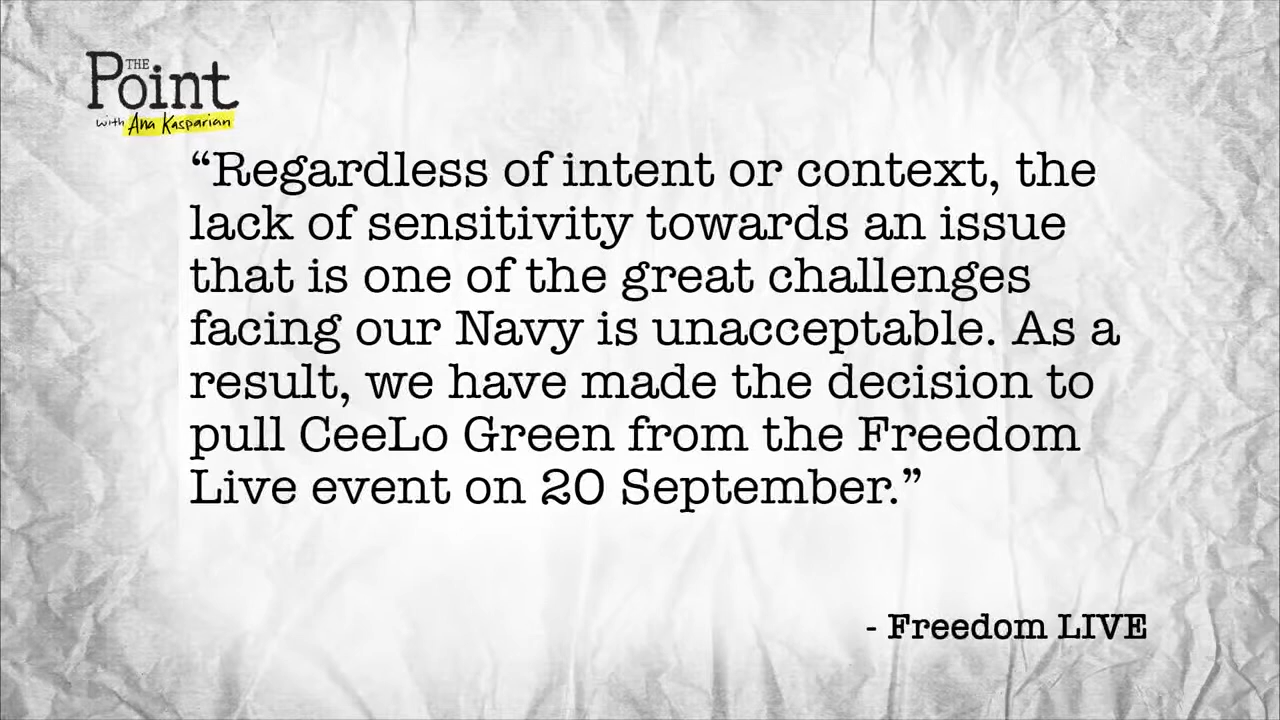 THE
Point
with Ana Kasparian
“Regardless of intent or context, the
lack of sensitivity towards an issue
that is one of the great challenges
facing our Navy is unacceptable. As a
result, we have made the decision to
pull CeeLo Green from the Freedom
Live event on 20 September.”
- Freedom LIVE